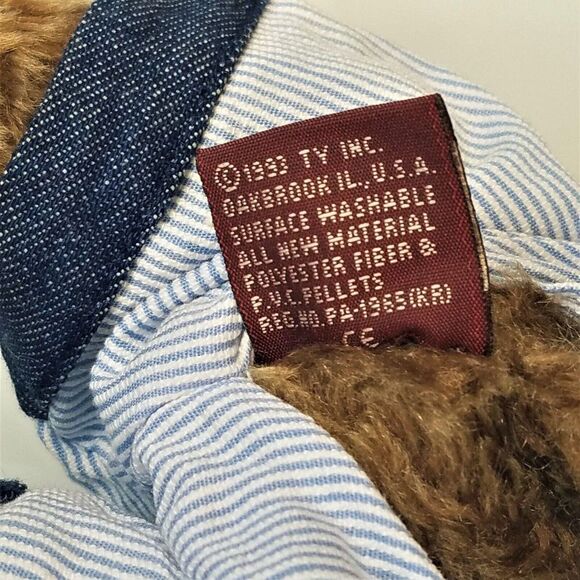 © 1993 TY INC.
OAKBROOK IL., U.S.A.
SURFACE WASHABLE
ALL NEW MATERIAL
POLYESTER FIBER &
P.V.C. PELLETS
REG. NO. PA-1965(KR)
CE